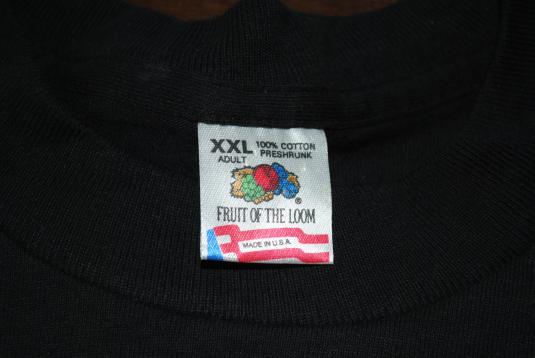 XXL 100% COTTON
ADULT PRESHRUNK
®
FRUIT OF THE LOOM
MADE IN U.S.A.